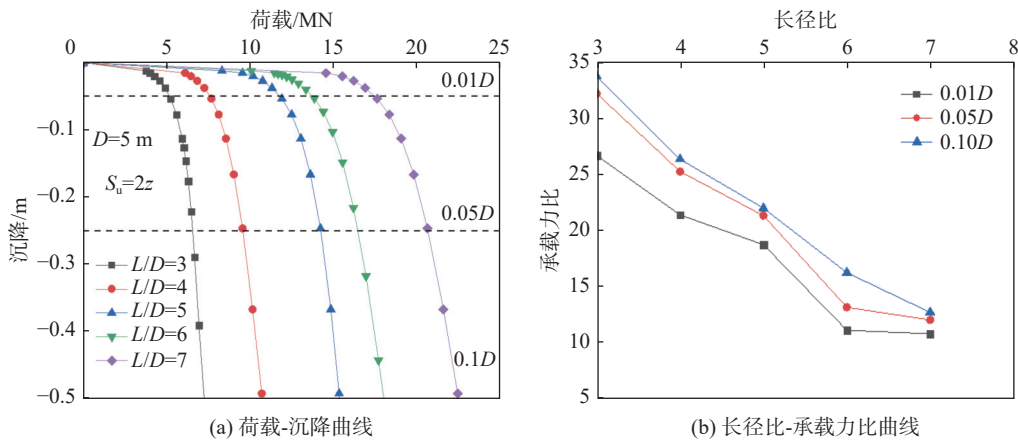 荷载/MN
0 5 10 15 20 25
0.01D
−0.1
D=5 m
Su=2z
−0.2
0.05D
沉降/m
−0.3
L/D=3
L/D=4
L/D=5
−0.4
L/D=6
L/D=7
0.1D
−0.5
(a) 荷载-沉降曲线
长径比
3 4 5 6 7 8
35
0.01D
0.05D
0.10D
30
25
承载力比
20
15
10
5
(b) 长径比-承载力比曲线